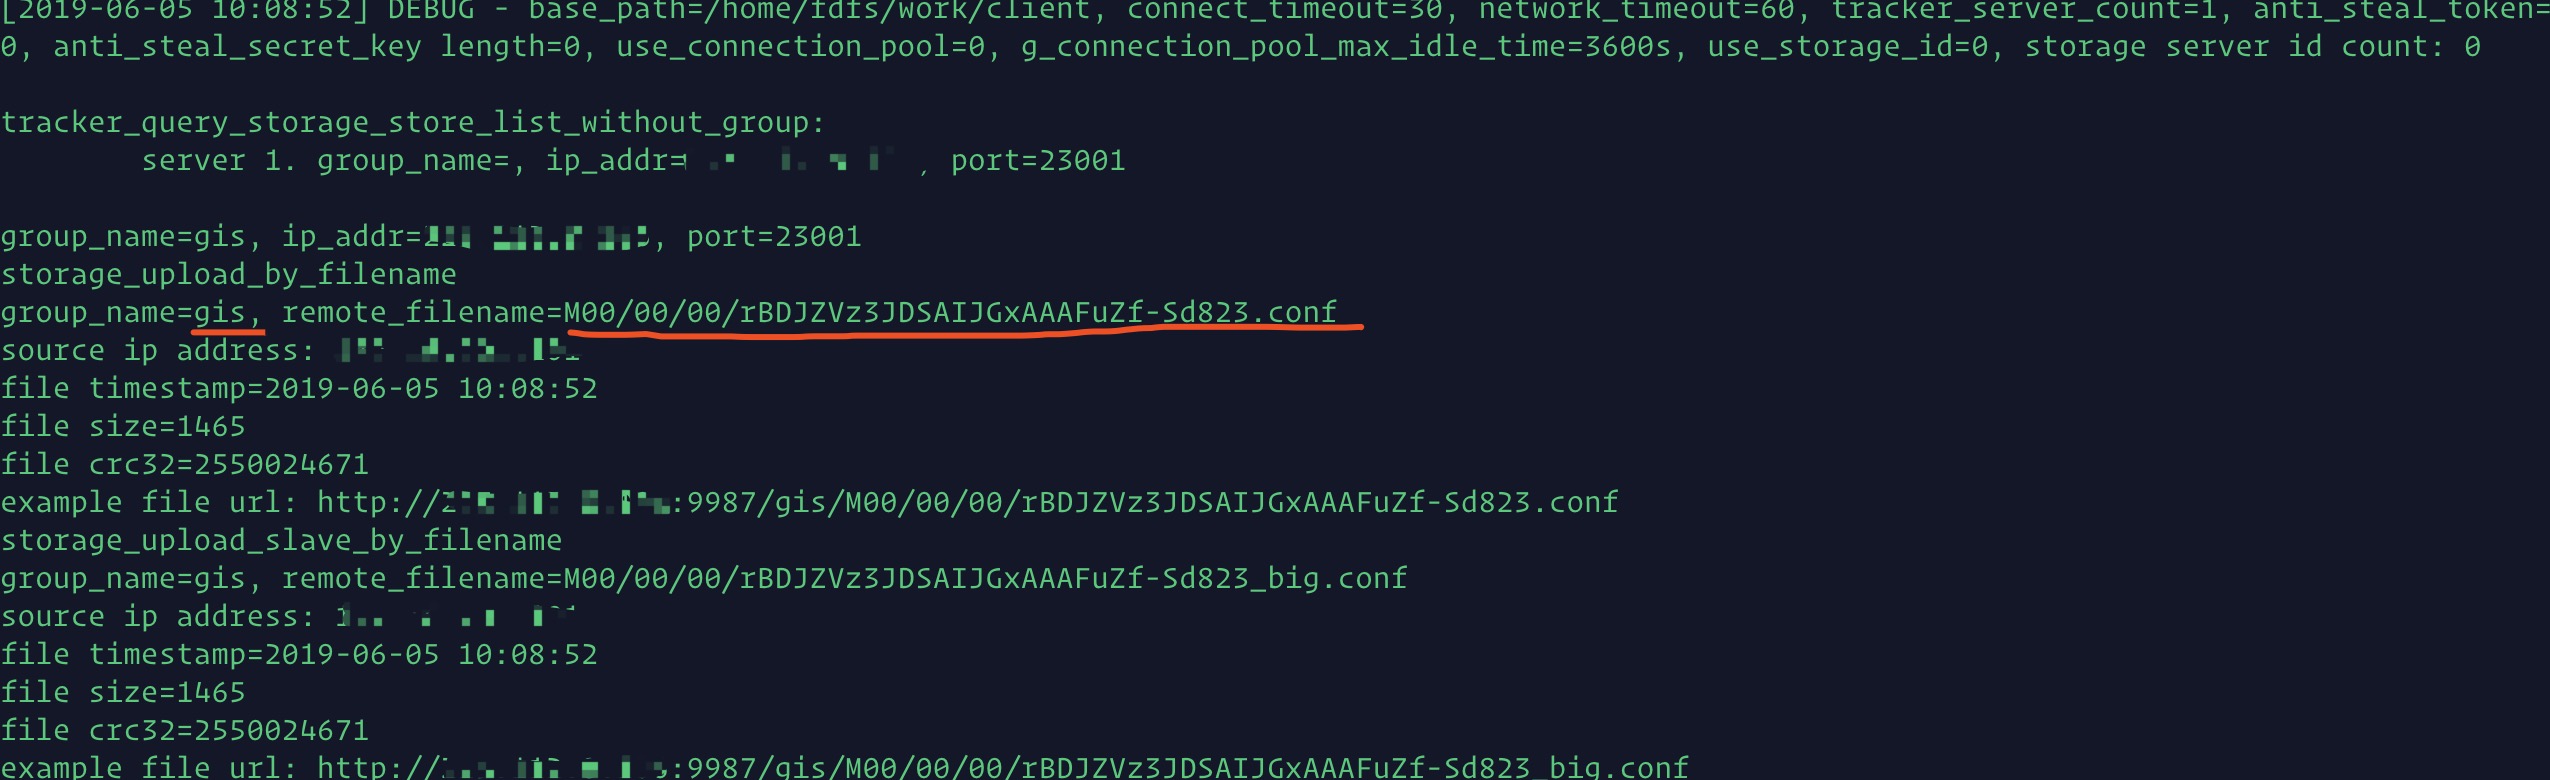 [2019-06-05 10:08:52] DEBUG - base_path=/home/fdfs/work/client, connect_timeout=30, network_timeout=60, tracker_server_count=1, anti_steal_token=
0, anti_steal_secret_key length=0, use_connection_pool=0, g_connection_pool_max_idle_time=3600s, use_storage_id=0, storage server id count: 0
tracker_query_storage_store_list_without_group:
server 1. group_name=, ip_addr= , port=23001
group_name=gis, ip_addr= , port=23001
storage_upload_by_filename
group_name=gis, remote_filename=M00/00/00/rBDJZVz3JDSAIJGxAAAFuZf-Sd823.conf
source ip address:
file timestamp=2019-06-05 10:08:52
file size=1465
file crc32=2550024671
example file url: http:// :9987/gis/M00/00/00/rBDJZVz3JDSAIJGxAAAFuZf-Sd823.conf
storage_upload_slave_by_filename
group_name=gis, remote_filename=M00/00/00/rBDJZVz3JDSAIJGxAAAFuZf-Sd823_big.conf
source ip address:
file timestamp=2019-06-05 10:08:52
file size=1465
file crc32=2550024671
example file url: http:// :9987/gis/M00/00/00/rBDJZVz3JDSAIJGxAAAFuZf-Sd823_big.conf